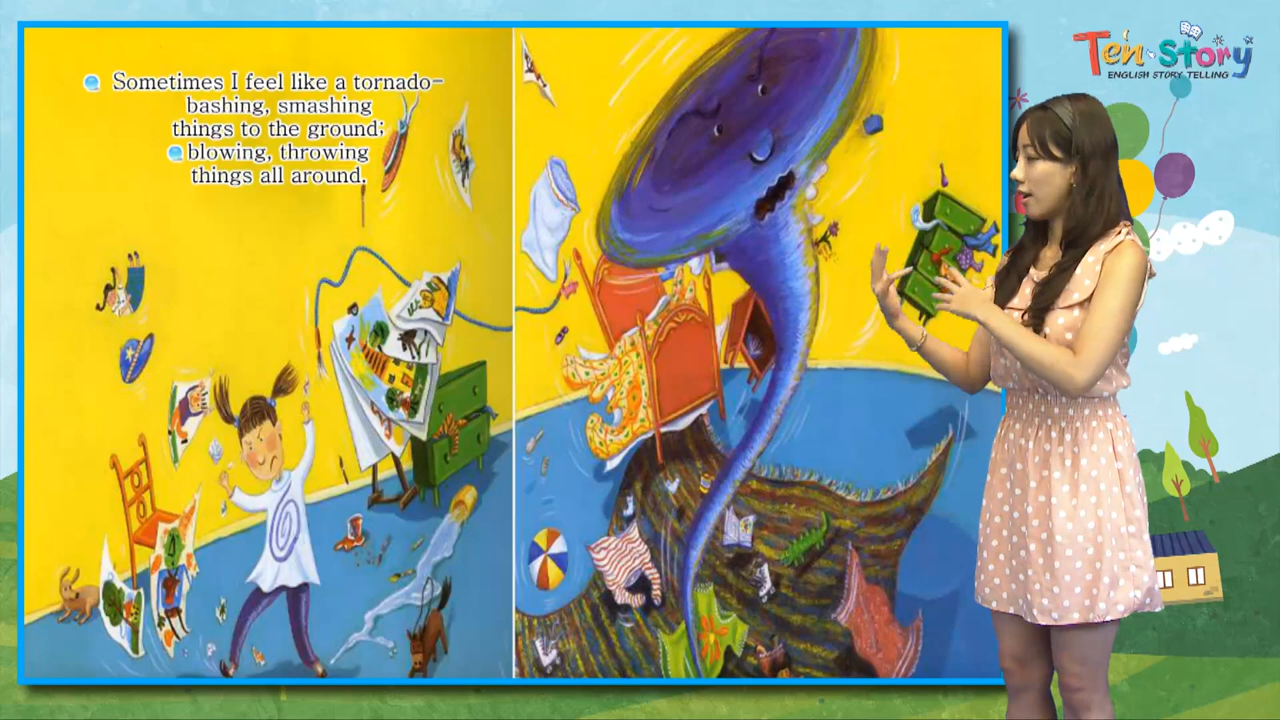 Sometimes I feel like a tornado-
bashing, smashing
things to the ground;
blowing, throwing
things all around.
Ten Story
ENGLISH STORY TELLING